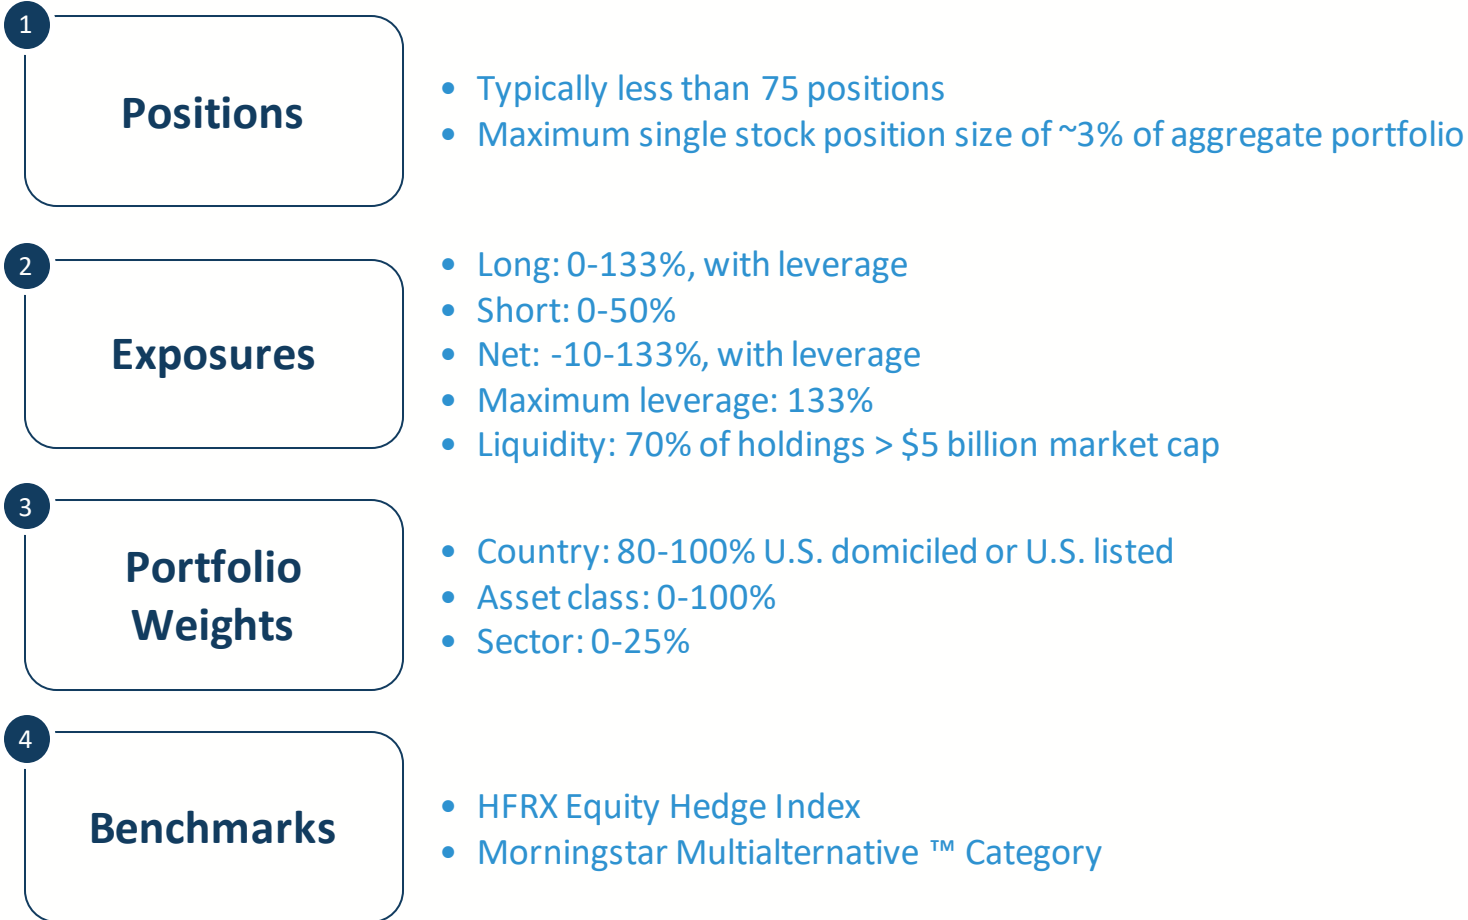 1
Positions
• Typically less than 75 positions
• Maximum single stock position size of ~3% of aggregate portfolio
2
Exposures
• Long: 0-133%, with leverage
• Short: 0-50%
• Net: -10-133%, with leverage
• Maximum leverage: 133%
• Liquidity: 70% of holdings > $5 billion market cap
3
Portfolio
Weights
• Country: 80-100% U.S. domiciled or U.S. listed
• Asset class: 0-100%
• Sector: 0-25%
4
Benchmarks
• HFRX Equity Hedge Index
• Morningstar Multialternative ™ Category